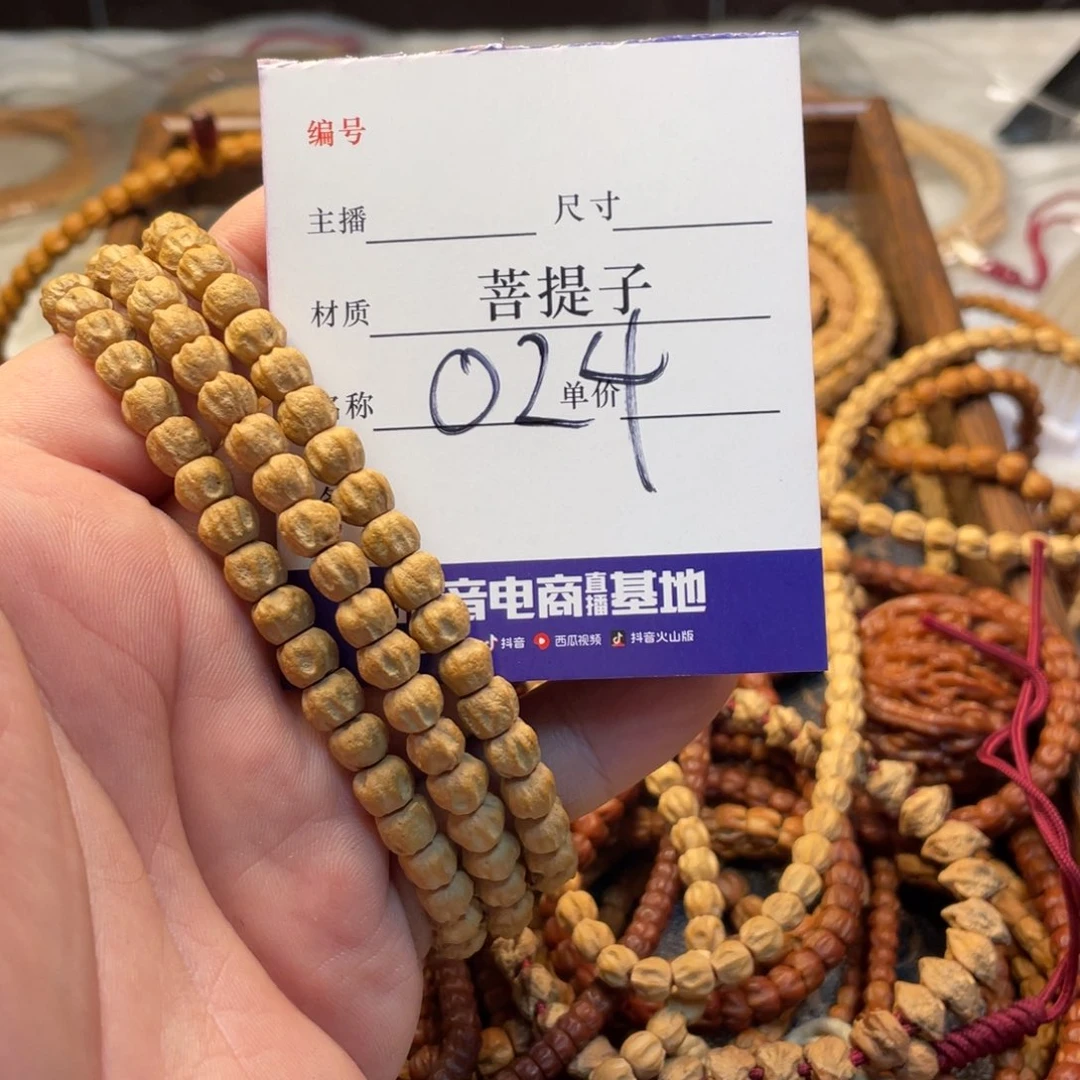 编号
主播 尺寸
材质 菩提子
称 024 单价
音电商直播基地
抖音 西瓜视频 抖音火山版